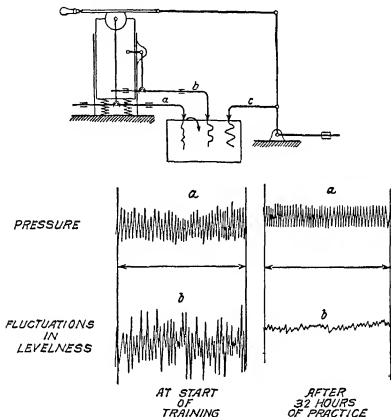 b
a
c
a
a
PRESSURE
b
b
FLUCTUATIONS
IN
LEVELNESS
AT START
OF
TRAINING
AFTER
32 HOURS
OF PRACTICE